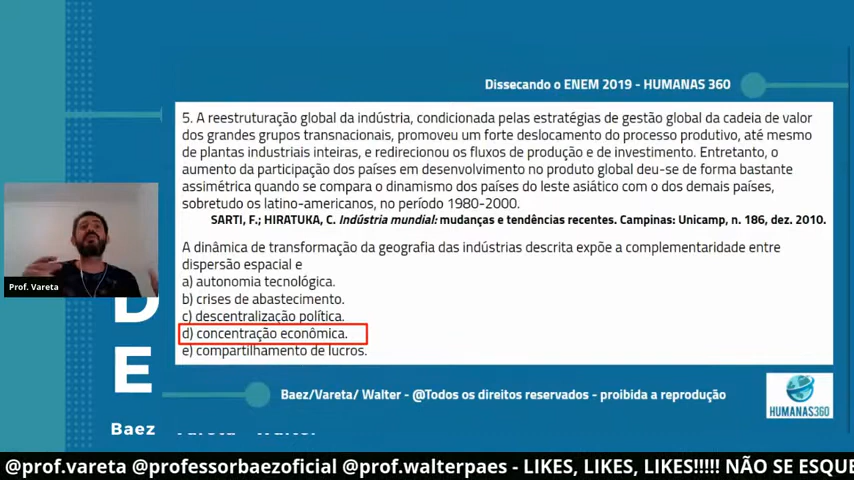 Dissecando o ENEM 2019 - HUMANAS 360
5. A reestruturação global da indústria, condicionada pelas estratégias de gestão global da cadeia de valor
dos grandes grupos transnacionais, promoveu um forte deslocamento do processo produtivo, até mesmo
de plantas industriais inteiras, e redirecionou os fluxos de produção e de investimento. Entretanto, o
aumento da participação dos países em desenvolvimento no produto global deu-se de forma bastante
assimétrica quando se compara o dinamismo dos países do leste asiático com o dos demais países,
sobretudo os latino-americanos, no período 1980-2000.
SARTI, F.; HIRATUKA, C. Indústria mundial: mudanças e tendências recentes. Campinas: Unicamp, n. 186, dez. 2010.
A dinâmica de transformação da geografia das indústrias descrita expõe a complementaridade entre
dispersão espacial e
a) autonomia tecnológica.
b) crises de abastecimento.
c) descentralização política.
d) concentração econômica.
e) compartilhamento de lucros.
Prof. Vareta
D
E
Baez
Baez/Vareta/ Walter - @Todos os direitos reservados - proibida a reprodução
HUMANAS360
@prof.vareta @professorbaezoficial @prof.walterpaes - LIKES, LIKES, LIKES!!!!! NÃO SE ESQUE